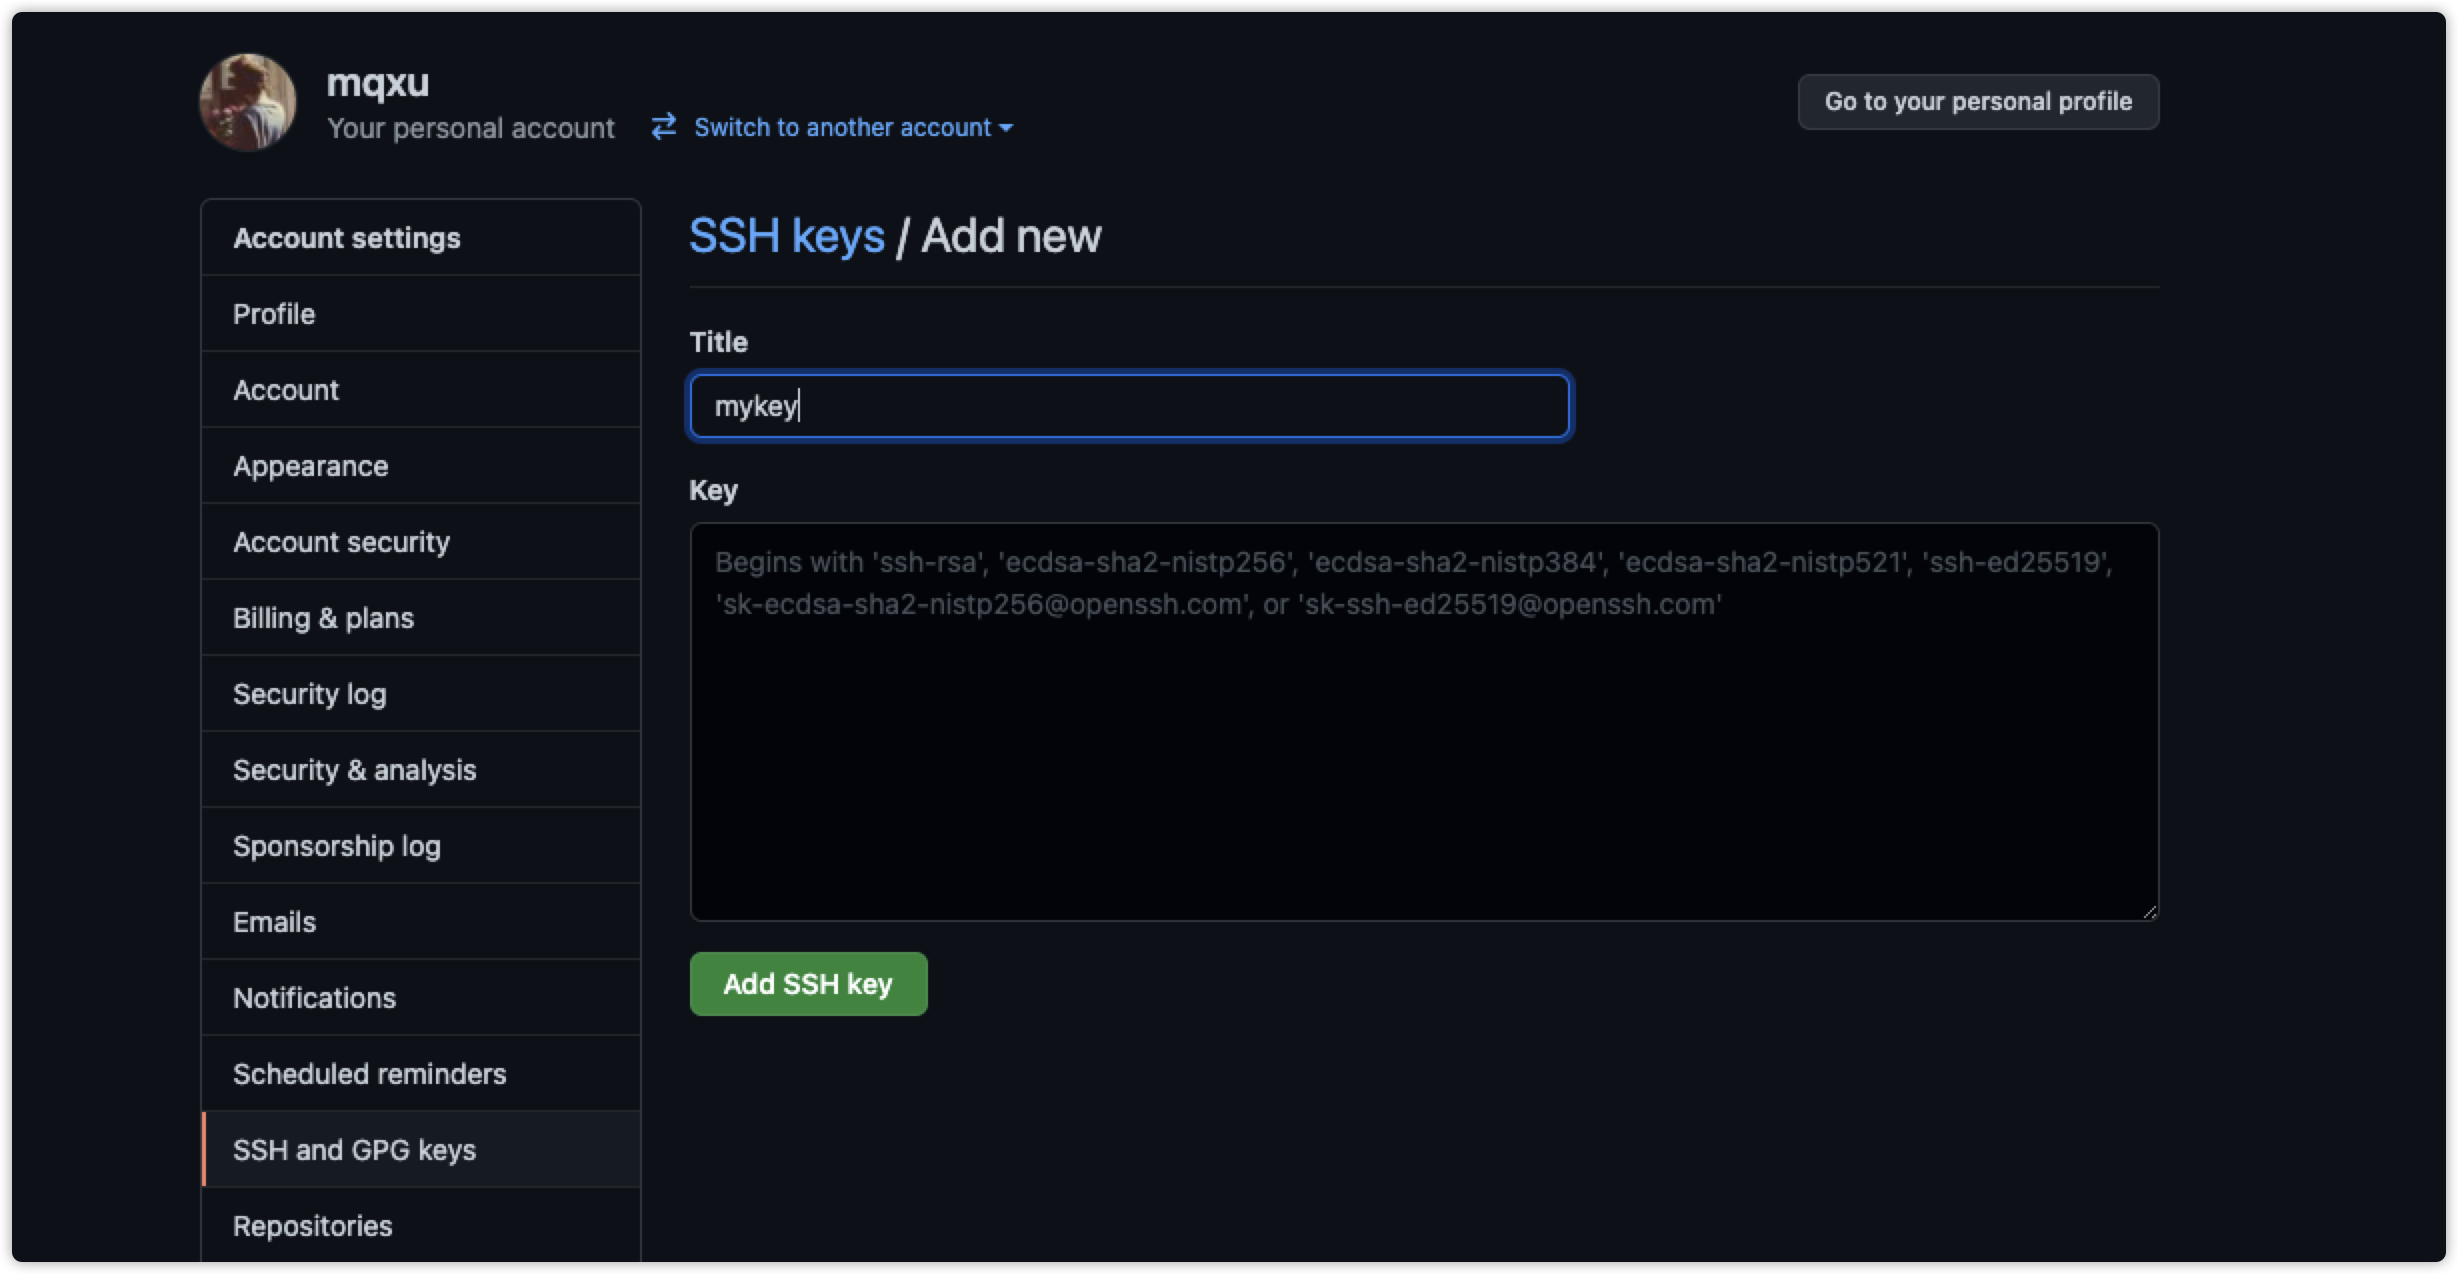 mqxu
Your personal account Switch to another account
Go to your personal profile
Account settings
Profile
Account
Appearance
Account security
Billing & plans
Security log
Security & analysis
Sponsorship log
Emails
Notifications
Scheduled reminders
SSH and GPG keys
Repositories
SSH keys / Add new
Title
mykey
Key
Begins with 'ssh-rsa', 'ecdsa-sha2-nistp256', 'ecdsa-sha2-nistp384', 'ecdsa-sha2-nistp521', 'ssh-ed25519',
'sk-ecdsa-sha2-nistp256@openssh.com', or 'sk-ssh-ed25519@openssh.com'
Add SSH key